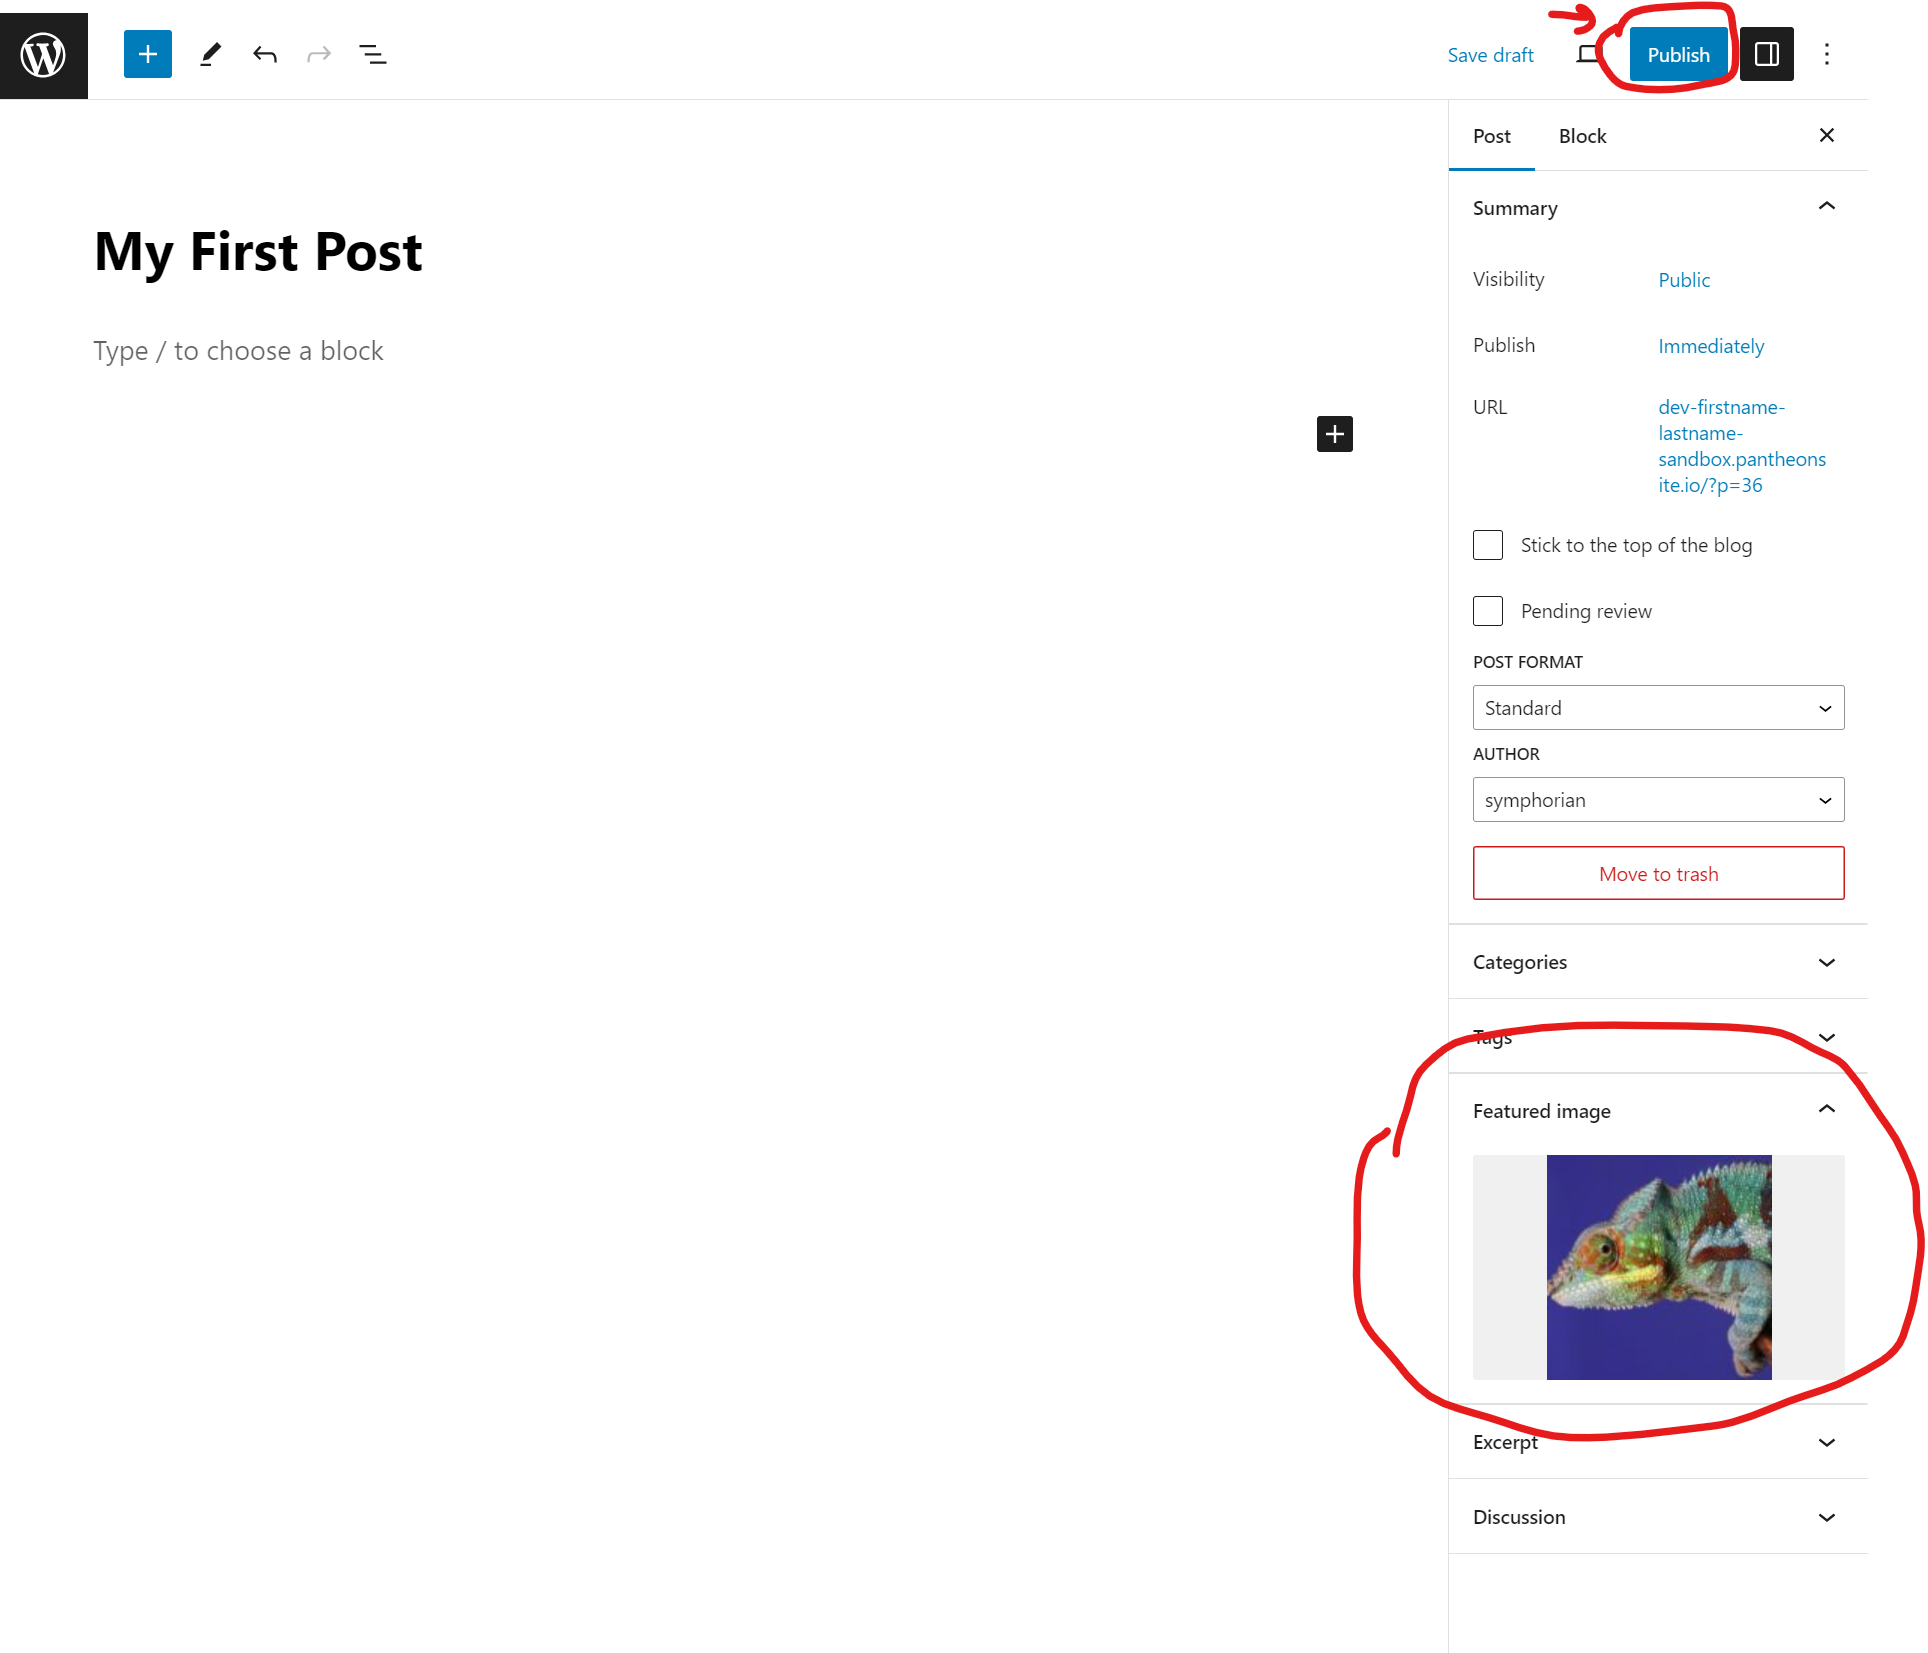 Save draft
Publish
Post Block
Summary
My First Post
Visibility Public
Type / to choose a block
Publish Immediately
URL dev-firstname-
lastname-
sandbox.pantheons
ite.io/?p=36
Stick to the top of the blog
Pending review
POST FORMAT
Standard
AUTHOR
symphorian
Move to trash
Categories
Tags
Featured image
Excerpt
Discussion